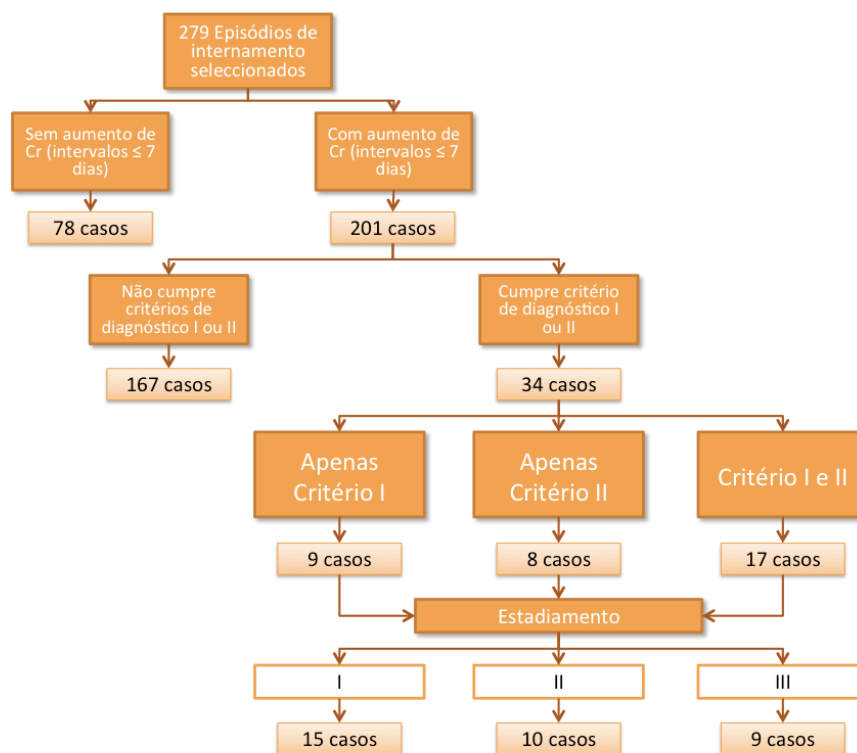 279 Episódios de
internamento
seleccionados
Sem aumento de
Cr (intervalos ≤ 7
dias)
Com aumento de
Cr (intervalos ≤ 7
dias)
78 casos
201 casos
Não cumpre
critérios de
diagnóstico I ou II
Cumpre critério
de diagnóstico I
ou II
167 casos
34 casos
Apenas
Critério I
Apenas
Critério II
Critério I e II
9 casos
8 casos
17 casos
Estadiamento
I
II
III
15 casos
10 casos
9 casos